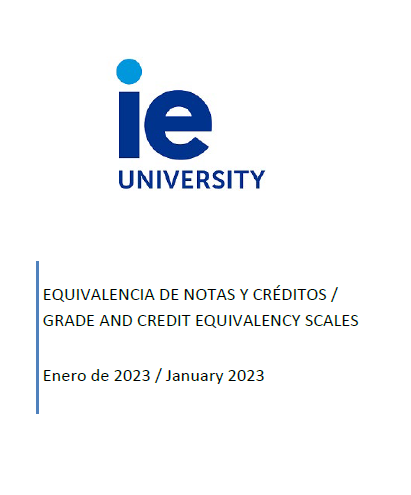 ie
UNIVERSITY
EQUIVALENCIA DE NOTAS Y CRÉDITOS /
GRADE AND CREDIT EQUIVALENCY SCALES
Enero de 2023 / January 2023